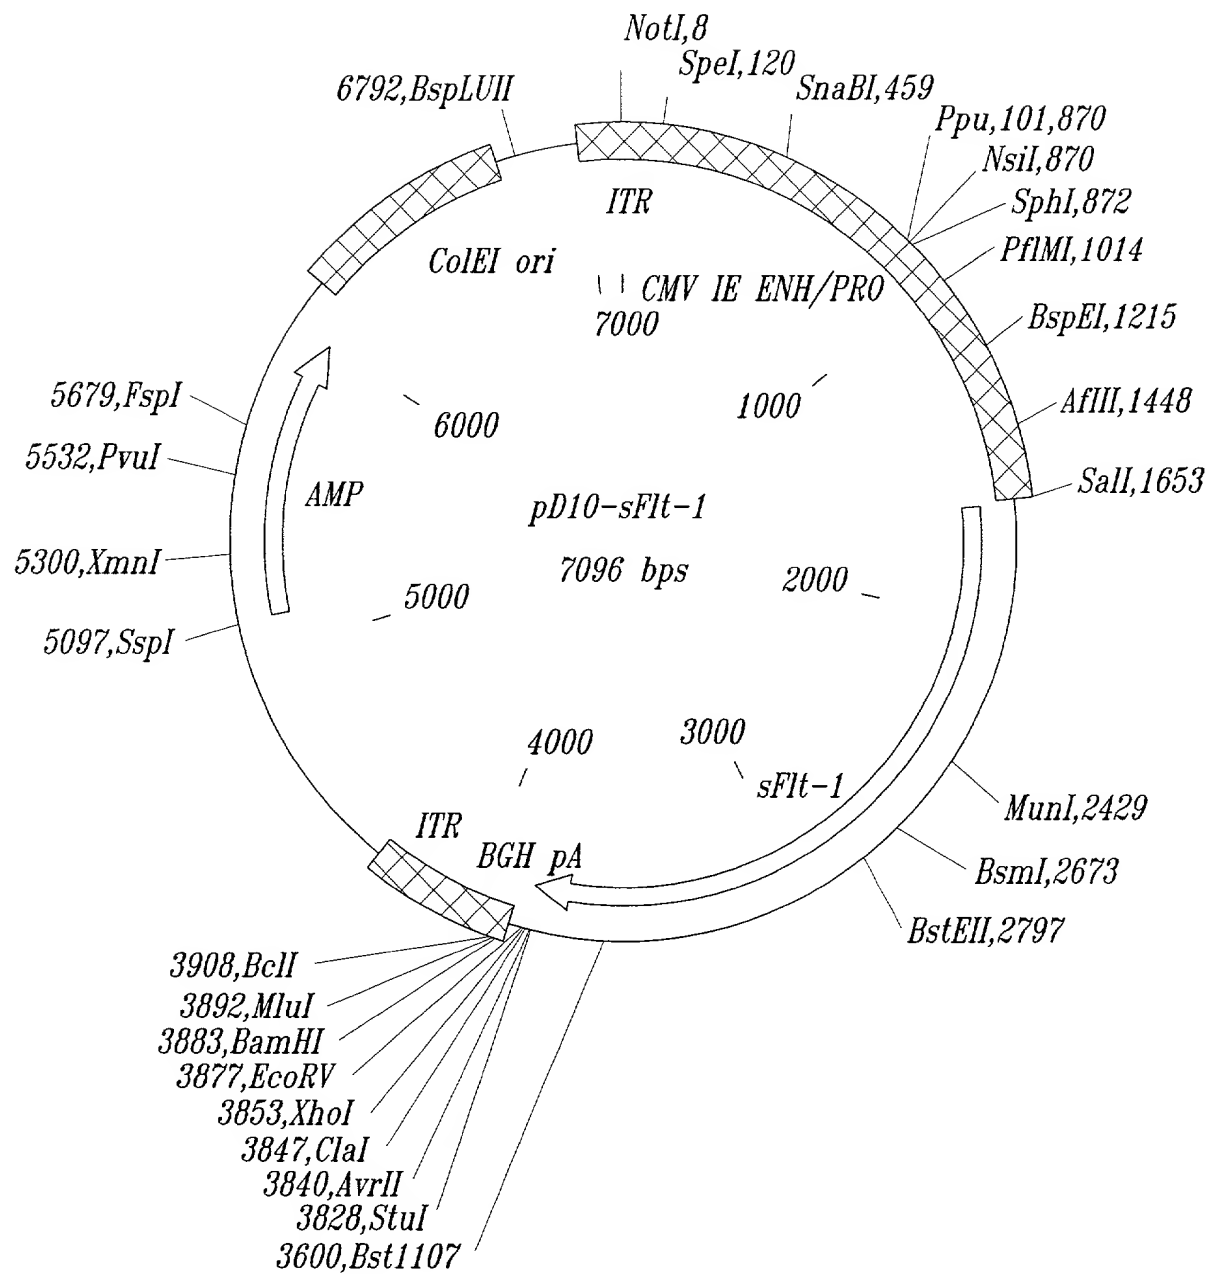 NotI,8
SpeI,120
6792,BspLUII
SnaBI,459
Ppu,101,870
NsiI,870
SphI,872
PflMI,1014
ITR
ColEI ori
CMV IE ENH/PRO
7000
BspEI,1215
AflII,1448
1000
6000
5679,FspI
5532,PvuI
AMP
SalI,1653
pD10-sFlt-1
7096 bps
5300,XmnI
2000
5000
5097,SspI
4000
3000
sFlt-1
MunI,2429
ITR
BGH pA
BsmI,2673
BstEII,2797
3908,BclI
3892,MluI
3883,BamHI
3877,EcoRV
3853,XhoI
3847,ClaI
3840,AvrII
3828,StuI
3600,Bst1107